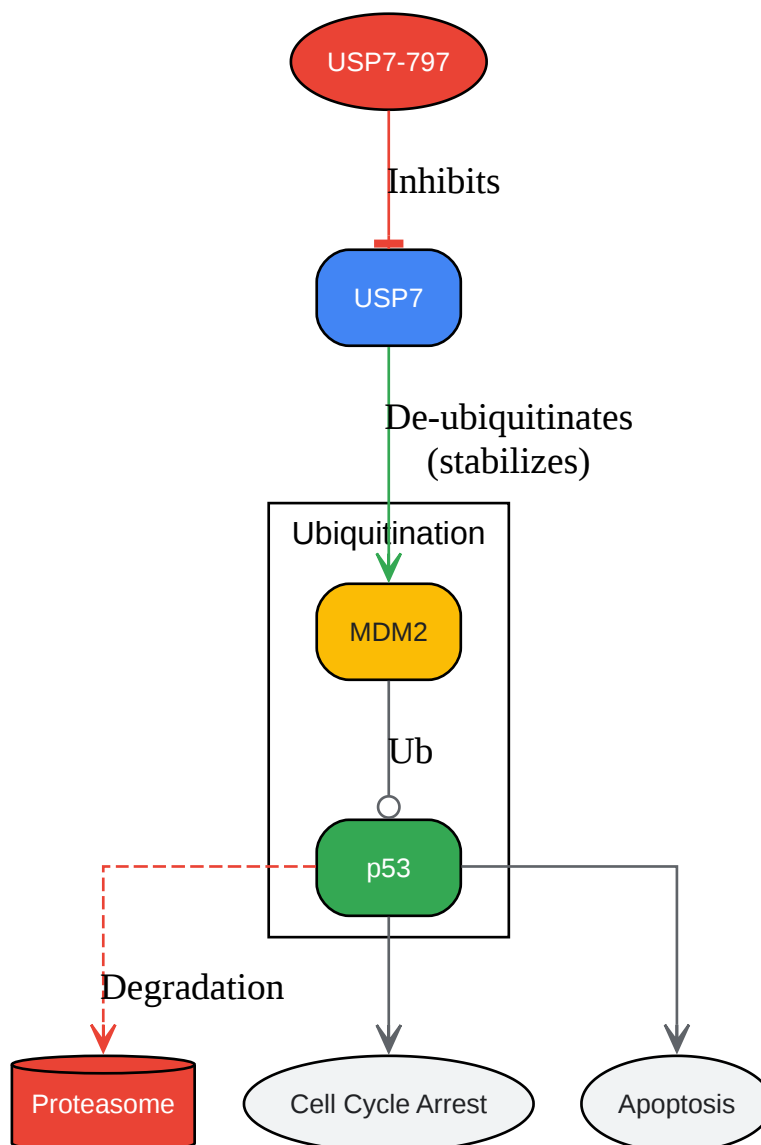 USP7-797
Inhibits
USP7
De-ubiquitinates
(stabilizes)
Ubiquitination
MDM2
Ub
p53
Degradation
Proteasome
Cell Cycle Arrest
Apoptosis